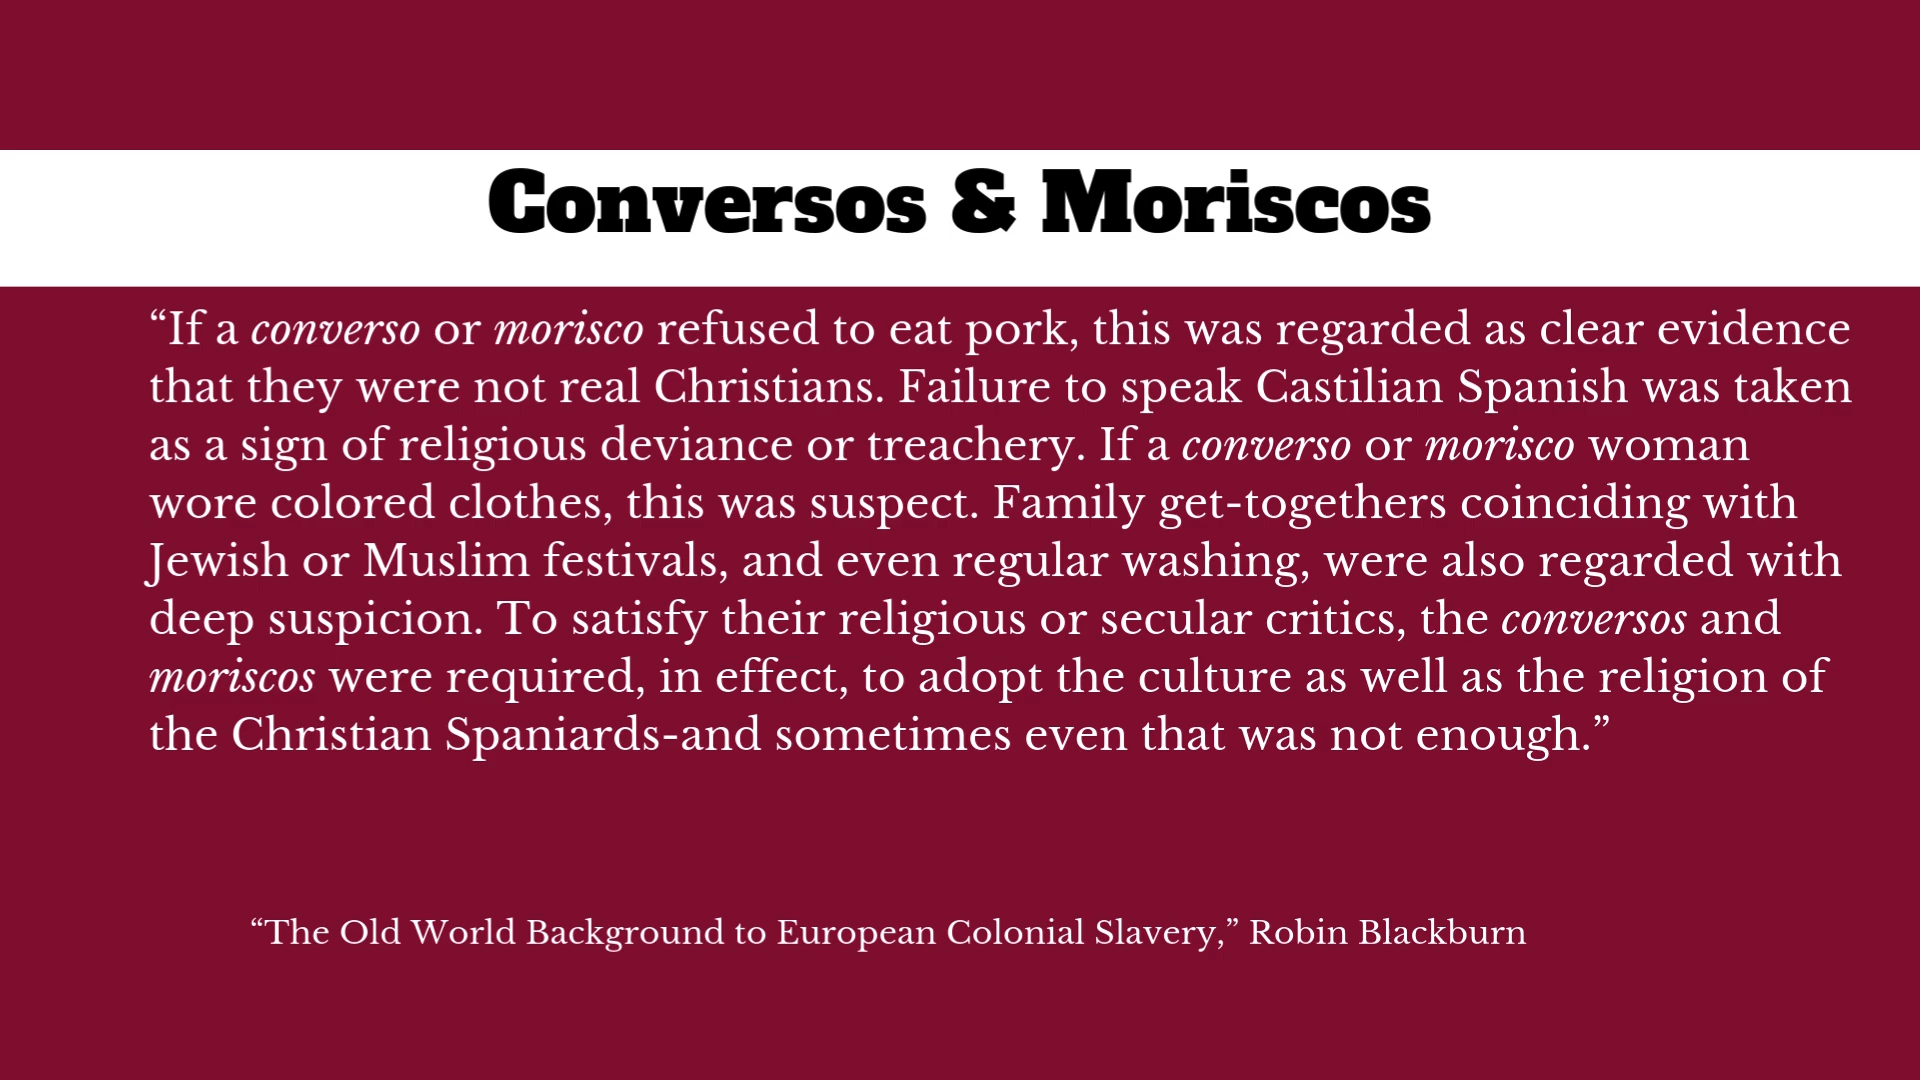 Conversos & Moriscos
“If a converso or morisco refused to eat pork, this was regarded as clear evidence
that they were not real Christians. Failure to speak Castilian Spanish was taken
as a sign of religious deviance or treachery. If a converso or morisco woman
wore colored clothes, this was suspect. Family get-togethers coinciding with
Jewish or Muslim festivals, and even regular washing, were also regarded with
deep suspicion. To satisfy their religious or secular critics, the conversos and
moriscos were required, in effect, to adopt the culture as well as the religion of
the Christian Spaniards-and sometimes even that was not enough.”
“The Old World Background to European Colonial Slavery,” Robin Blackburn